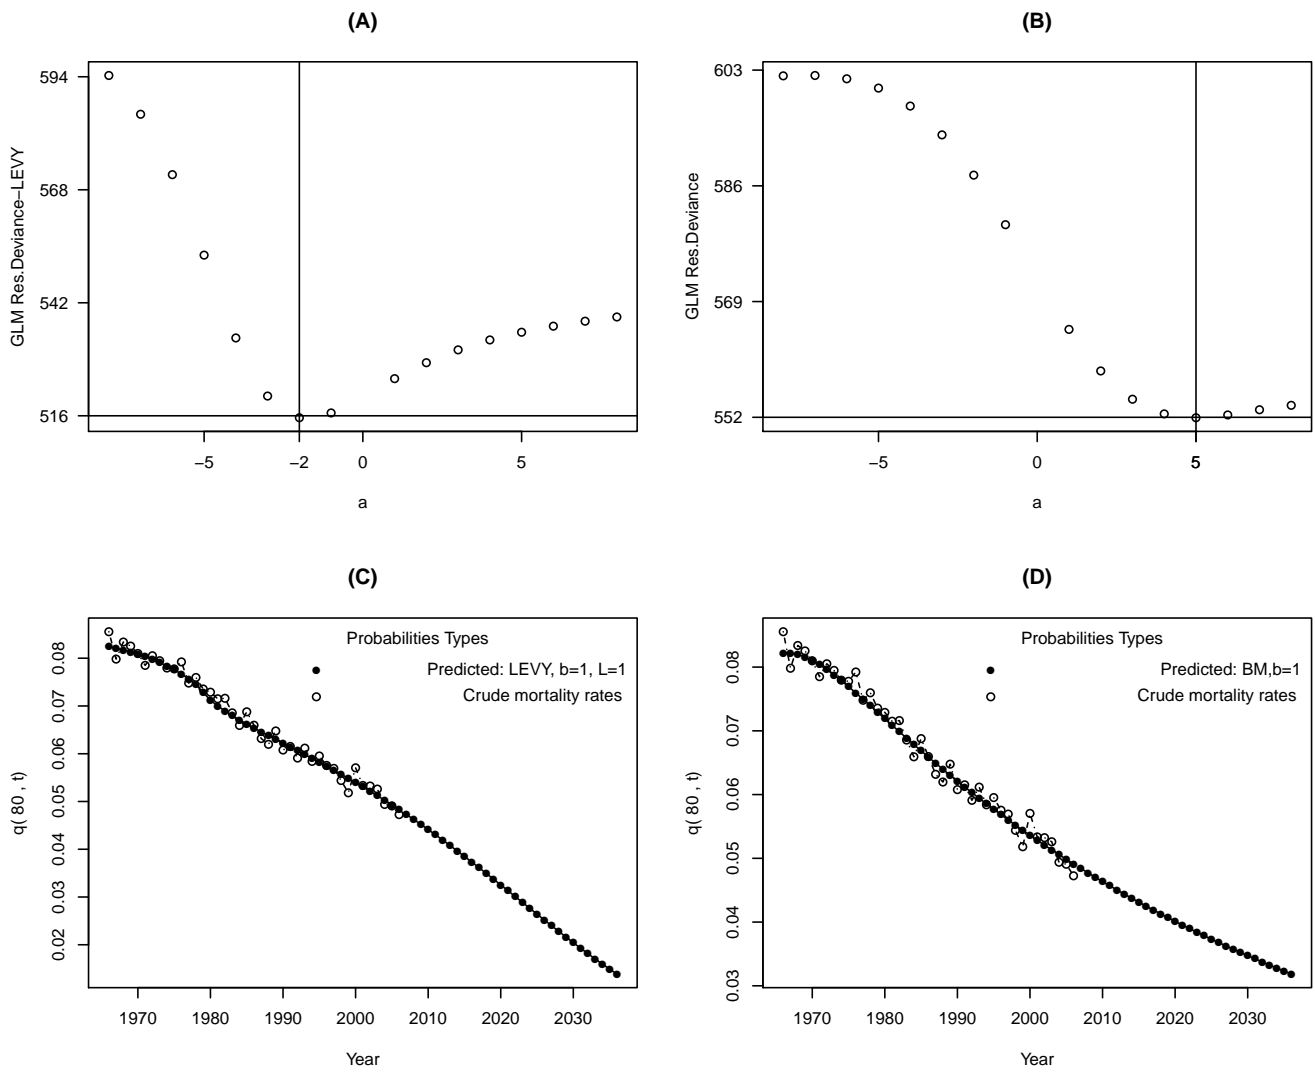 (A)
GLM Res.Deviance−LEVY
594
568
542
516
−5
−2
0
5
a
(B)
GLM Res.Deviance
603
586
569
552
−5
0
5
a
(C)
q( 80 , t)
0.08
0.07
0.06
0.05
0.04
0.03
0.02
Probabilities Types
Predicted: LEVY, b=1, L=1
Crude mortality rates
1970
1980
1990
2000
2010
2020
2030
Year
(D)
q( 80 , t)
0.08
0.07
0.06
0.05
0.04
0.03
Probabilities Types
Predicted: BM,b=1
Crude mortality rates
1970
1980
1990
2000
2010
2020
2030
Year